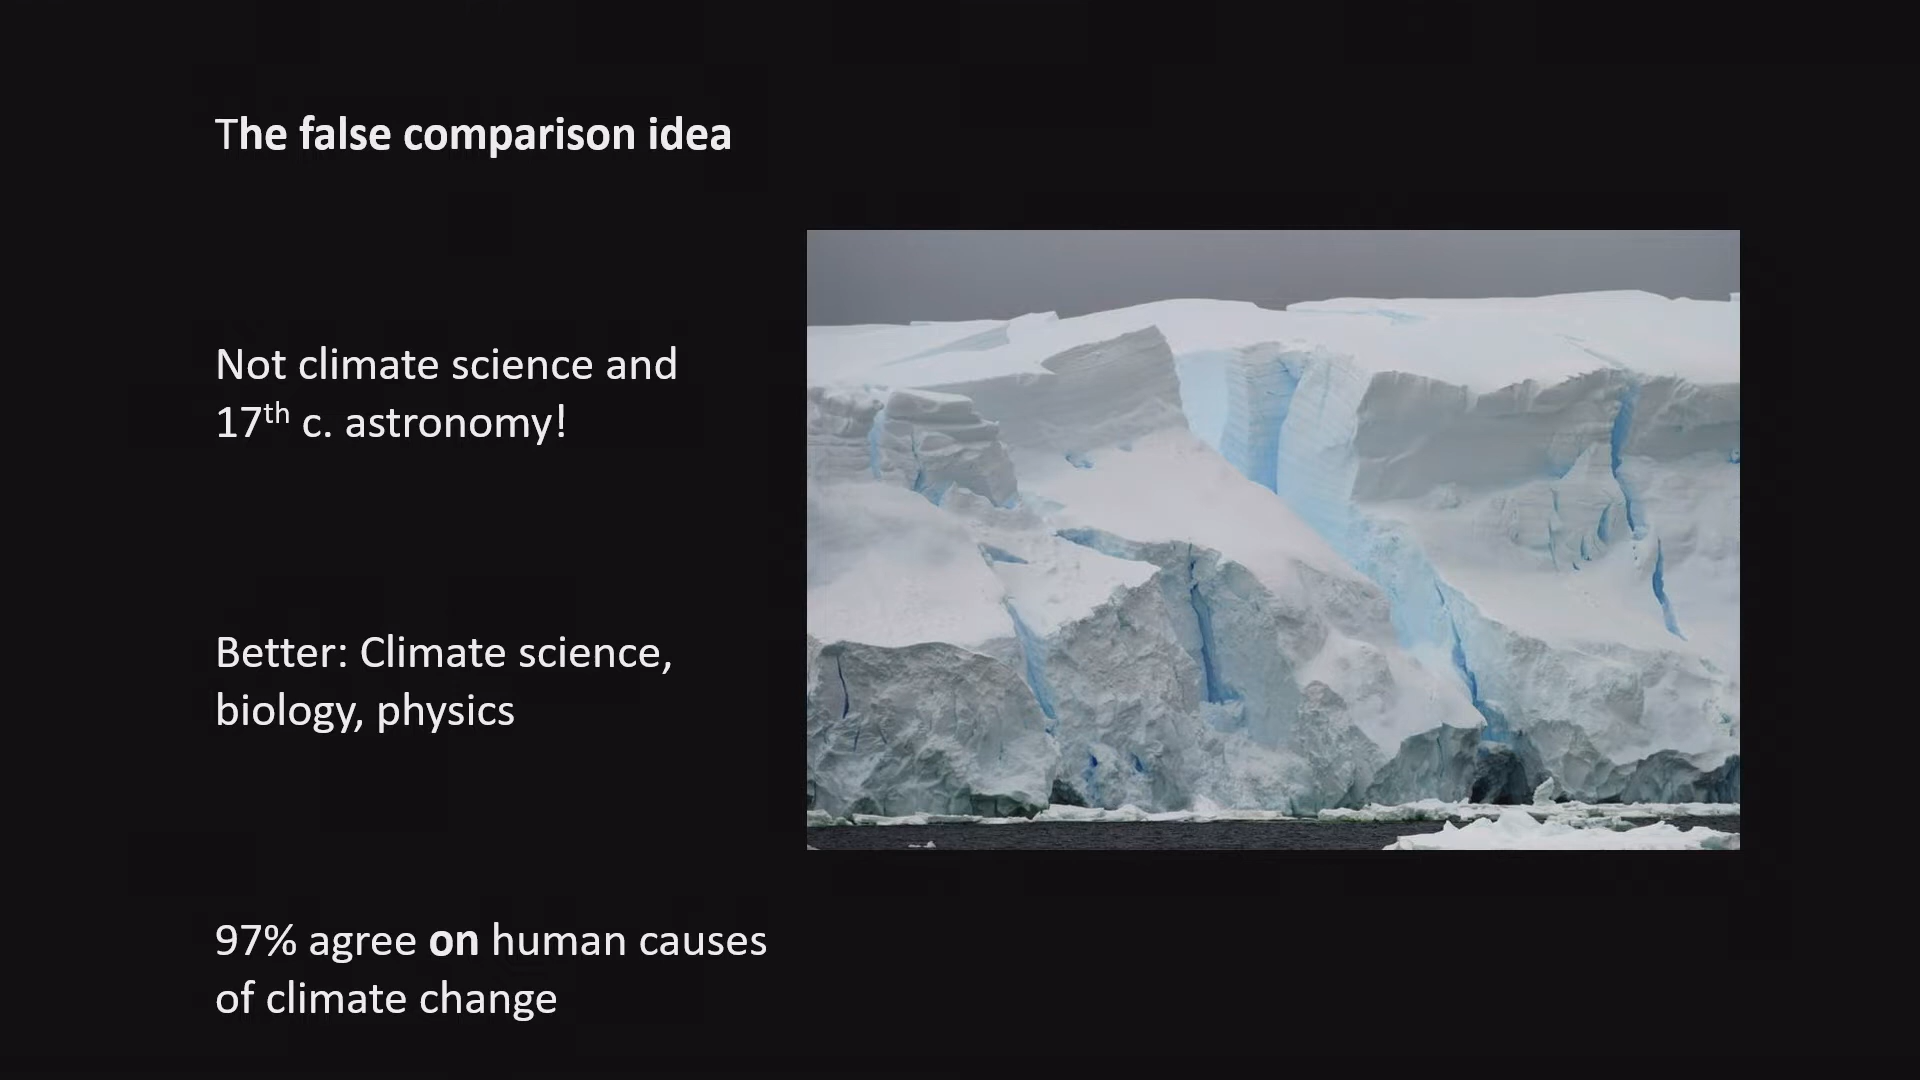 The false comparison idea
Not climate science and
17th c. astronomy!
Better: Climate science,
biology, physics
97% agree on human causes
of climate change